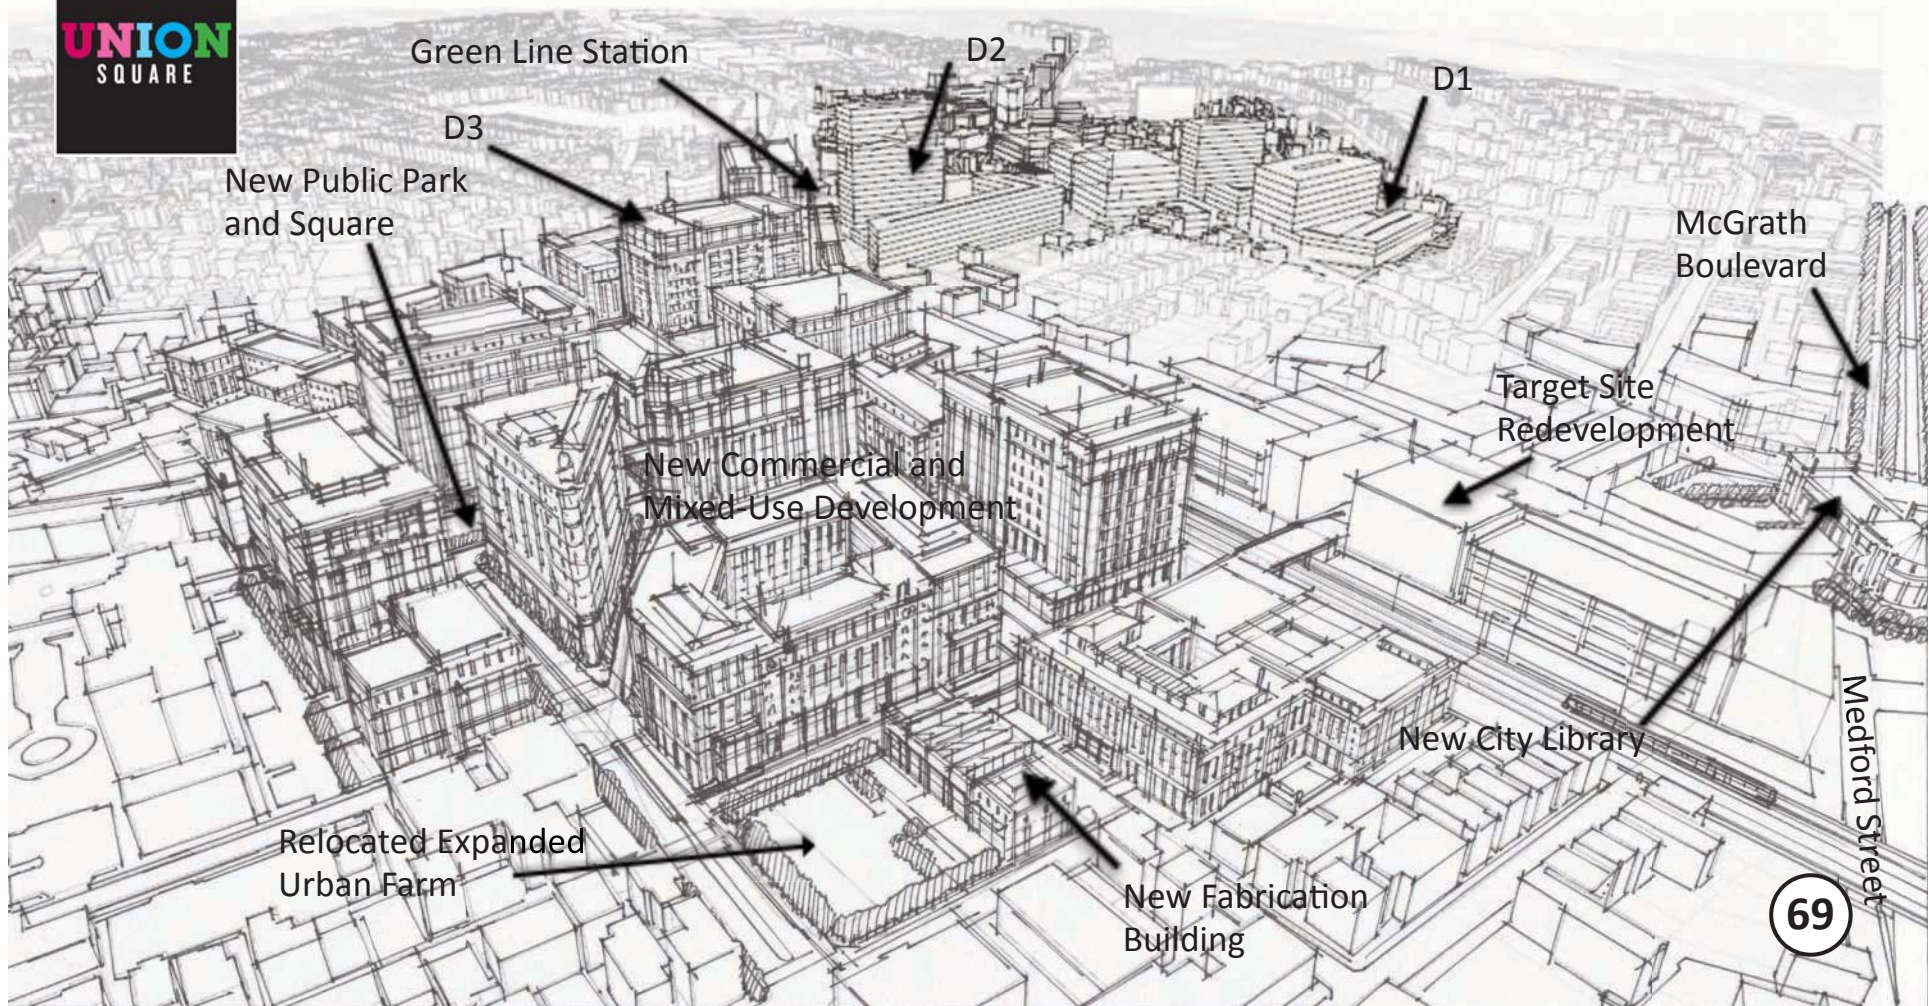 UNION
SQUARE
Green Line Station
D2
D1
D3
New Public Park
and Square
McGrath
Boulevard
Target Site
Redevelopment
New Commercial and
Mixed-Use Development
New City Library
Medford Street
Relocated Expanded
Urban Farm
New Fabrication
Building
69